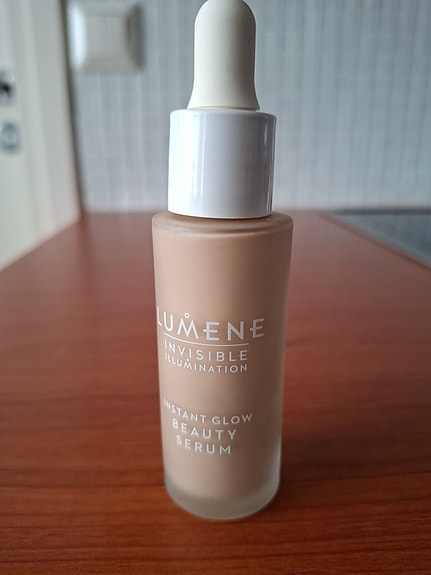 LUMENE
INVISIBLE
ILLUMINATION
INSTANT GLOW
BEAUTY
SERUM